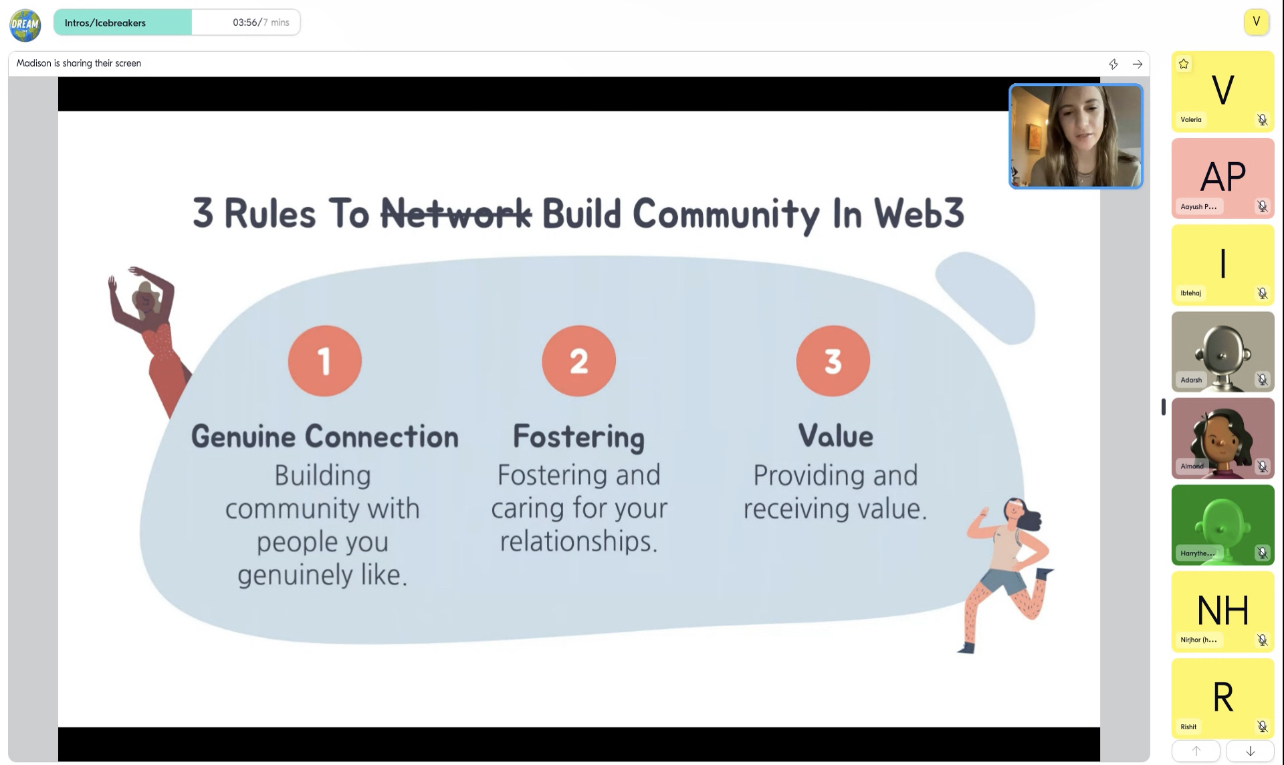 DREAM
Intros/Icebreakers
03:56/7 mins
V
Madison is sharing their screen
3 Rules To Network Build Community In Web3
1
Genuine Connection
Building
community with
people you
genuinely like.
2
Fostering
Fostering and
caring for your
relationships.
3
Value
Providing and
receiving value.
V
Valeria
AP
Aayush P...
I
Ibtehaj
Adarsh
Almond
Harrythe...
NH
Nirjhor (h...
R
Rishit